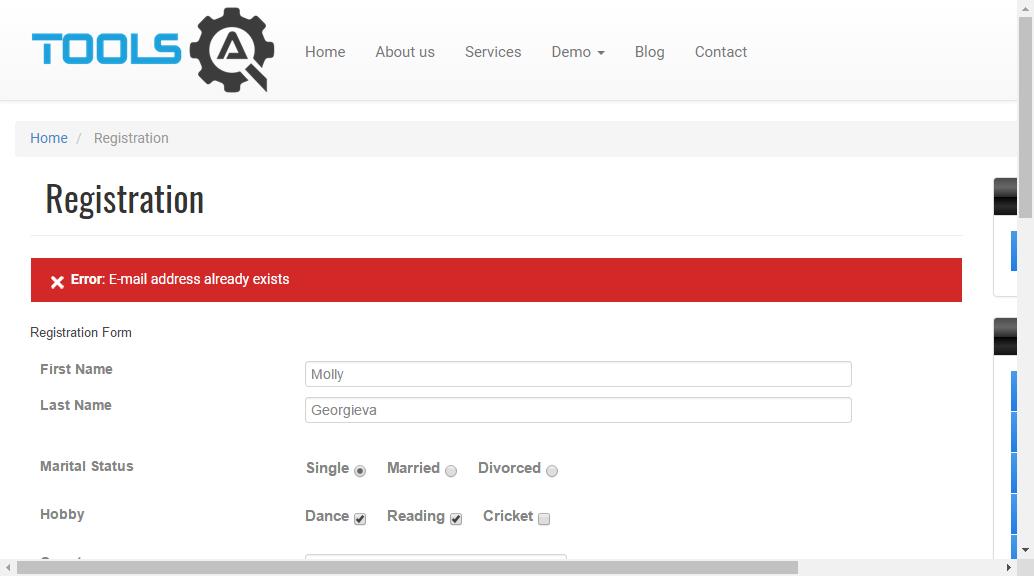 TOOLS QA
Home About us Services Demo Blog Contact
Home / Registration
Registration
Error: E-mail address already exists
Registration Form
First Name Molly
Last Name Georgieva
Marital Status Single Married Divorced
Hobby Dance Reading Cricket